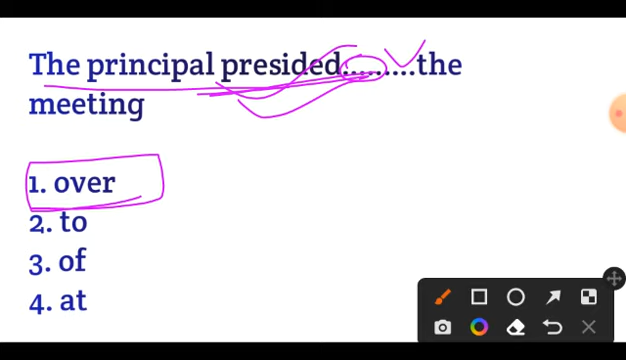 The principal presided.........the
meeting
1. over
2. to
3. of
4. at